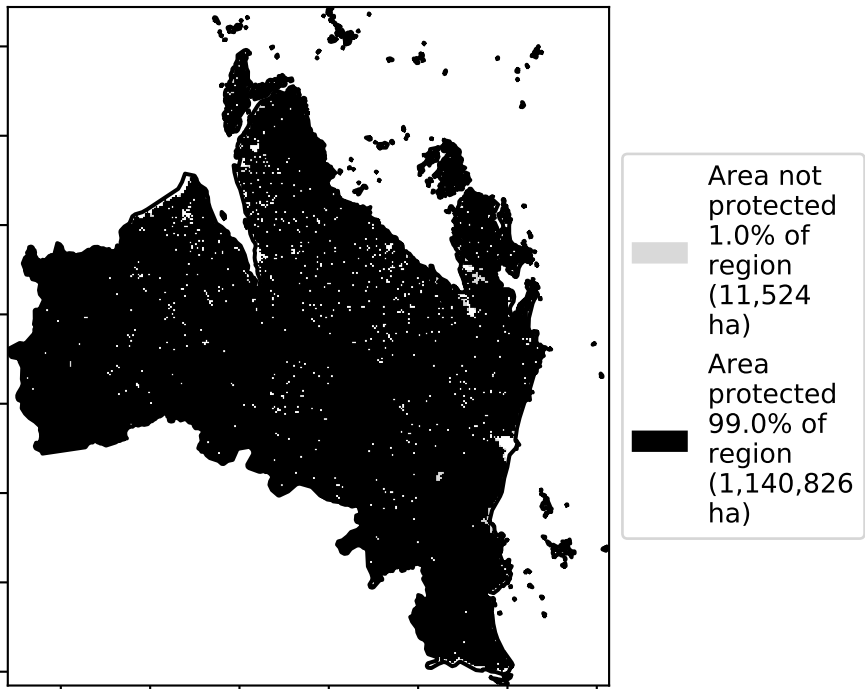 Area not
protected
1.0% of
region
(11,524
ha)
Area
protected
99.0% of
region
(1,140,826
ha)